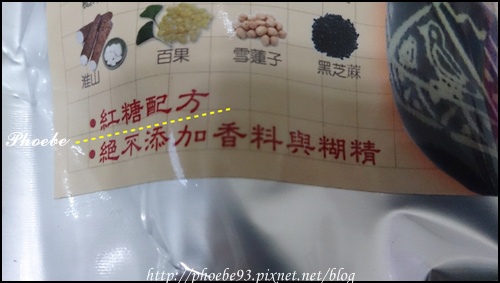 淮山 百果 雪蓮子 黑芝麻
•紅糖配方
•絕不添加香料與糊精
Phoebe
http://phoebe93.pixnet.net/blog